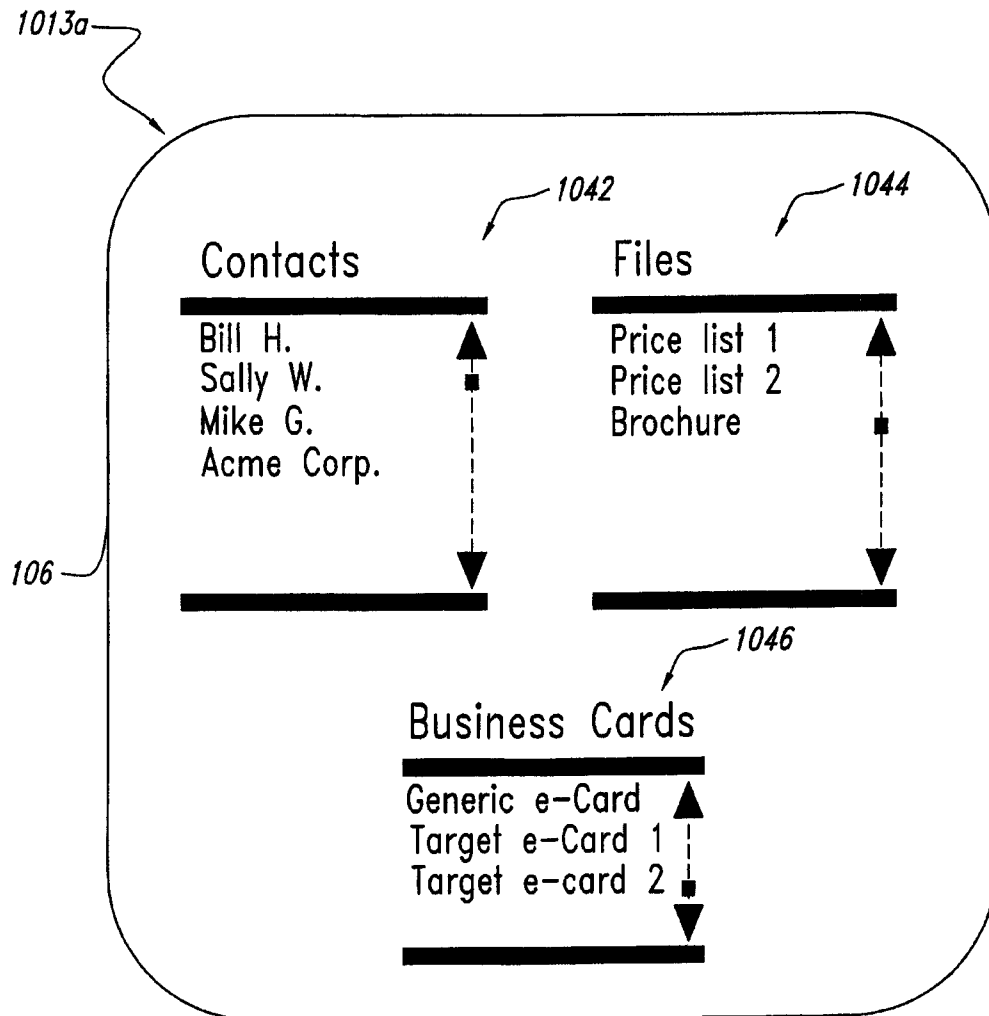 1013a
1042
1044
Contacts
Bill H.
Sally W.
Mike G.
Acme Corp.
Files
Price list 1
Price list 2
Brochure
106
1046
Business Cards
Generic e-Card
Target e-Card 1
Target e-card 2